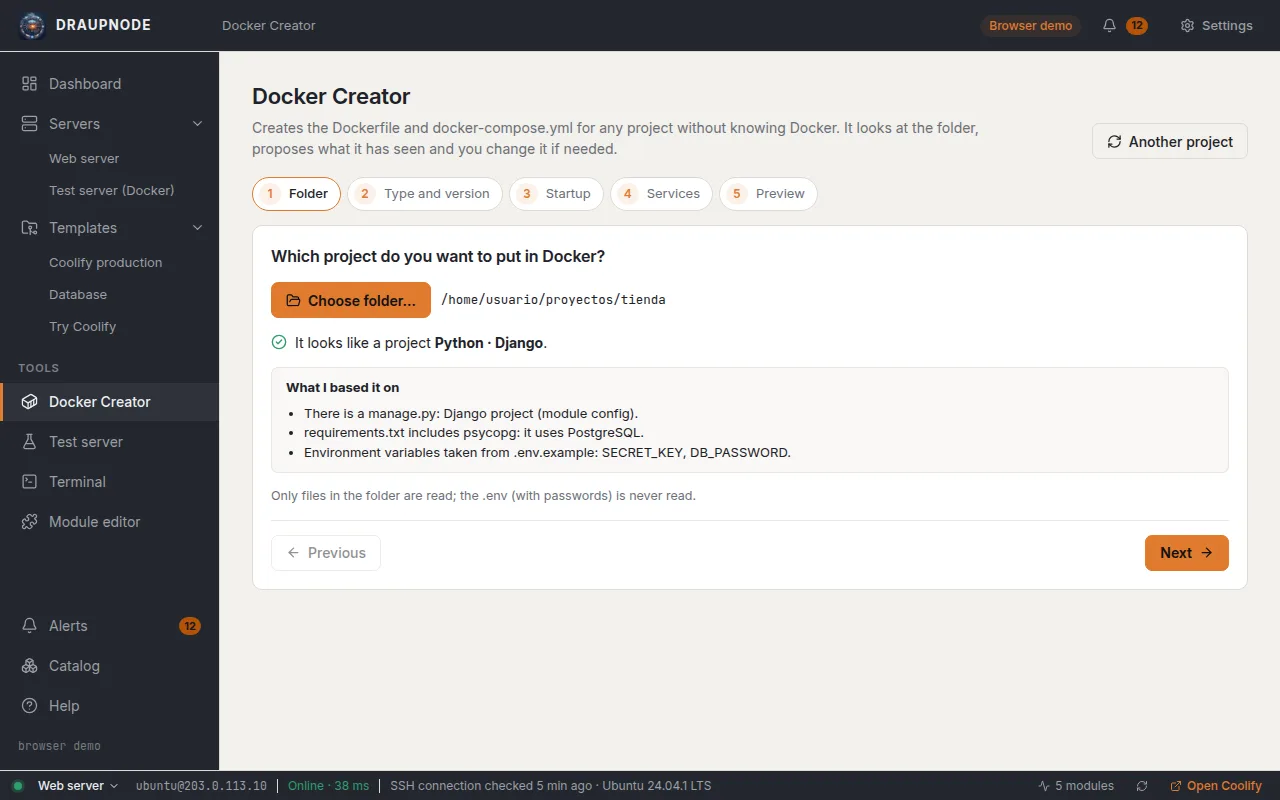 DRAUPNODE
Docker Creator
Browser demo
12
Settings
Dashboard
Servers
Web server
Test server (Docker)
Templates
Coolify production
Database
Try Coolify
TOOLS
Docker Creator
Test server
Terminal
Module editor
Alerts
12
Catalog
Help
browser demo
Docker Creator
Creates the Dockerfile and docker-compose.yml for any project without knowing Docker. It looks at the folder,
proposes what it has seen and you change it if needed.
Another project
1 Folder
2 Type and version
3 Startup
4 Services
5 Preview
Which project do you want to put in Docker?
Choose folder... /home/usuario/proyectos/tienda
It looks like a project Python · Django.
What I based it on
• There is a manage.py: Django project (module config).
• requirements.txt includes psycopg: it uses PostgreSQL.
• Environment variables taken from .env.example: SECRET_KEY, DB_PASSWORD.
Only files in the folder are read; the .env (with passwords) is never read.
Previous
Next
Web server ubuntu@203.0.113.10 Online · 38 ms SSH connection checked 5 min ago · Ubuntu 24.04.1 LTS 5 modules Open Coolify